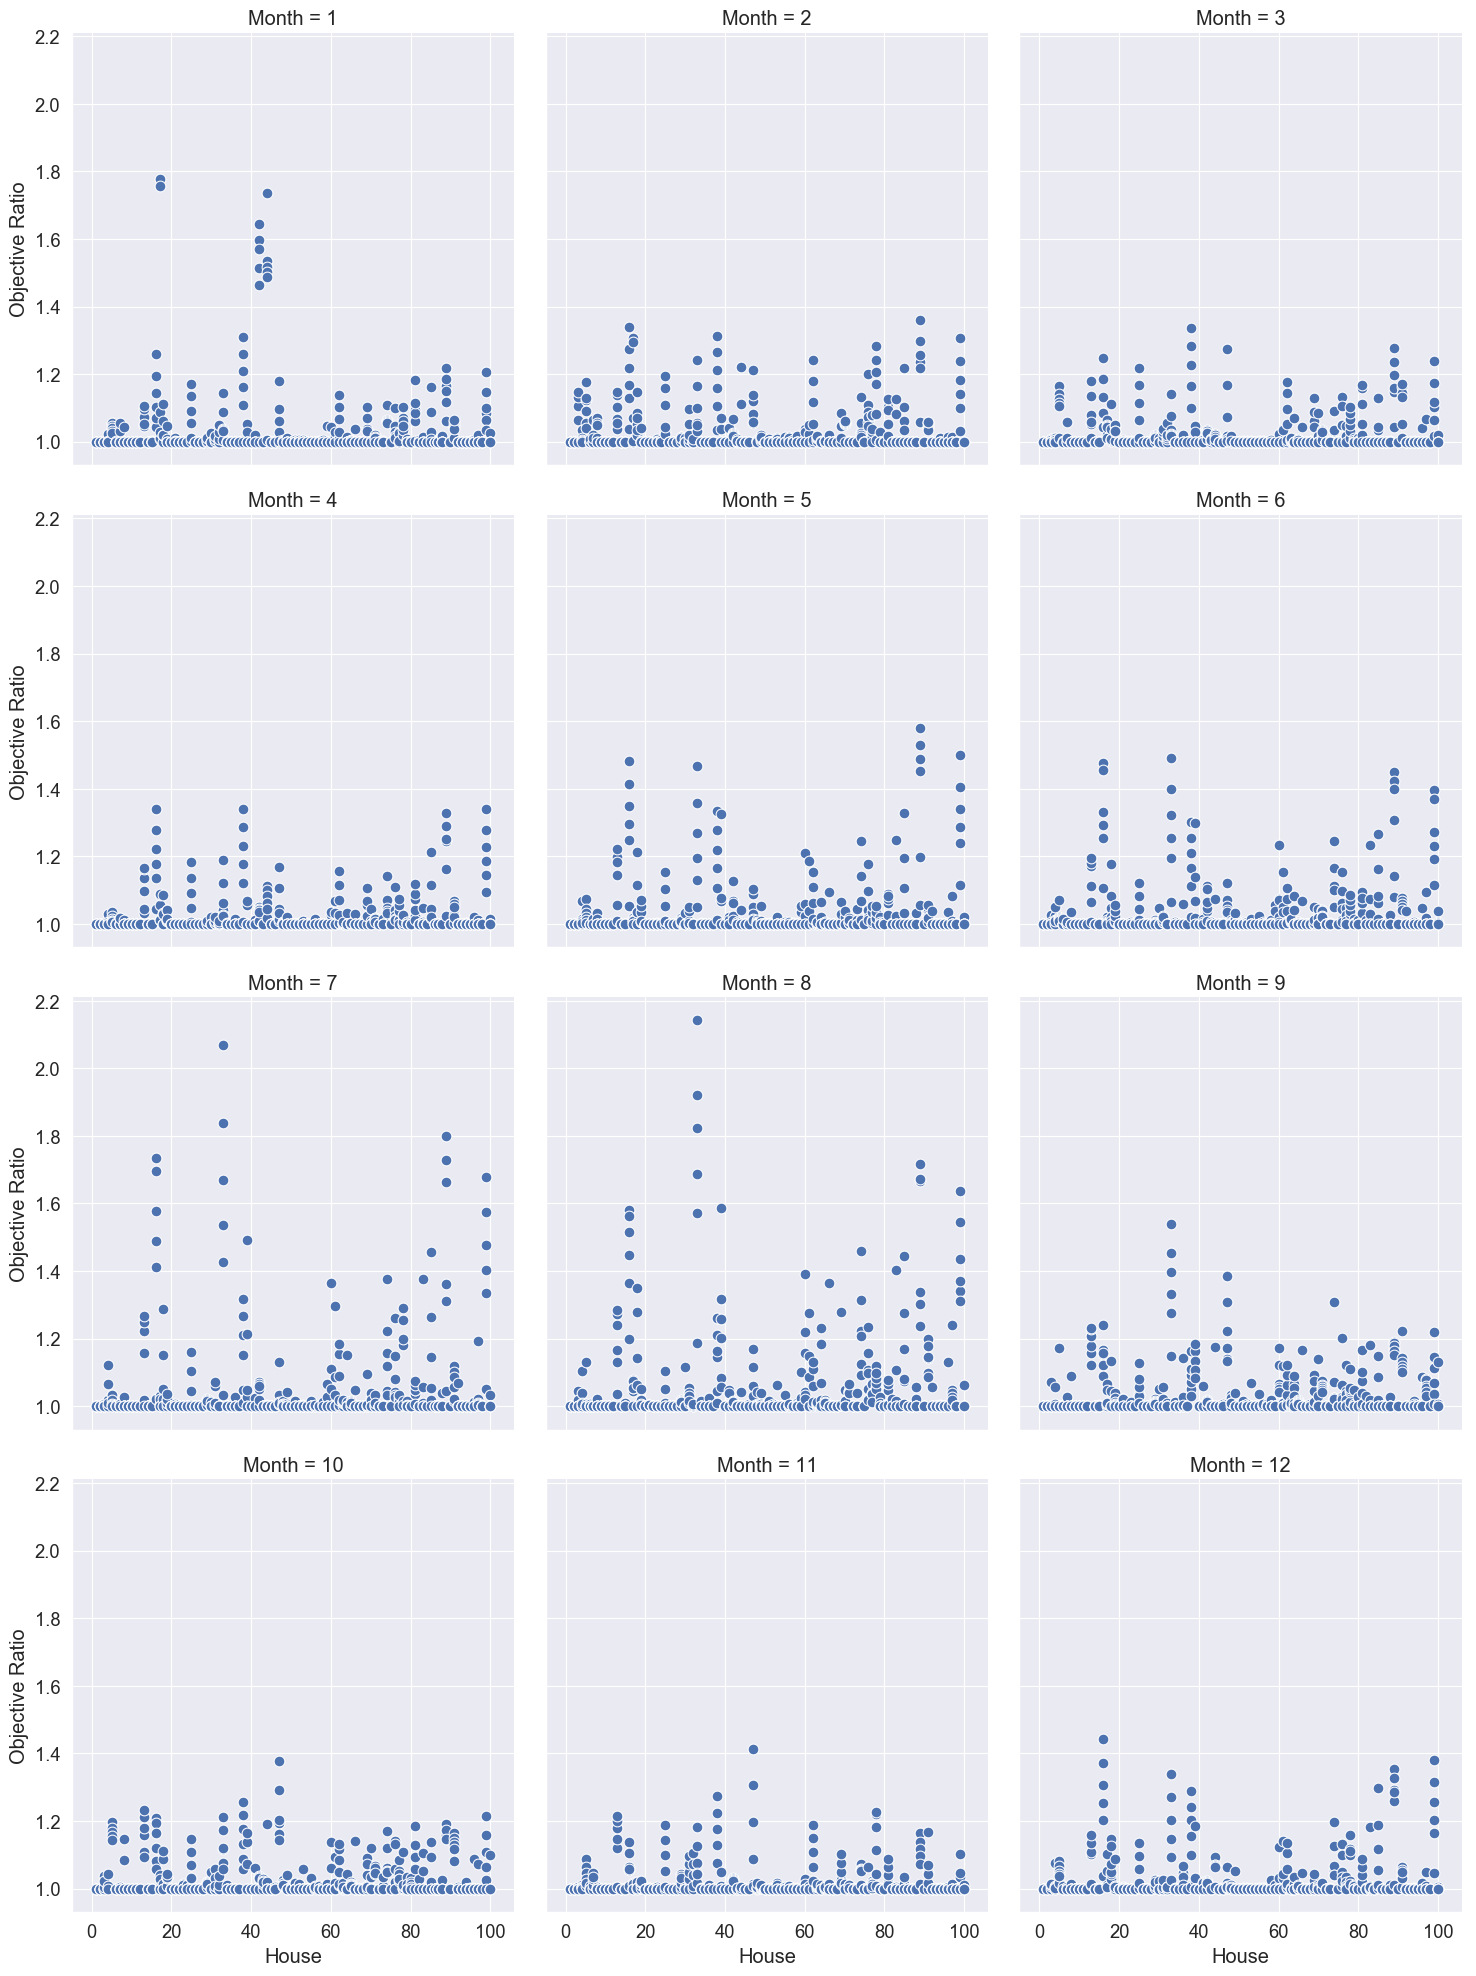 Month = 1
Month = 2
Month = 3
2.2
2.0
1.8
1.6
1.4
1.2
1.0
Objective Ratio
Month = 4
Month = 5
Month = 6
2.2
2.0
1.8
1.6
1.4
1.2
1.0
Objective Ratio
Month = 7
Month = 8
Month = 9
2.2
2.0
1.8
1.6
1.4
1.2
1.0
Objective Ratio
Month = 10
Month = 11
Month = 12
2.2
2.0
1.8
1.6
1.4
1.2
1.0
Objective Ratio
0 20 40 60 80 100
0 20 40 60 80 100
0 20 40 60 80 100
House
House
House